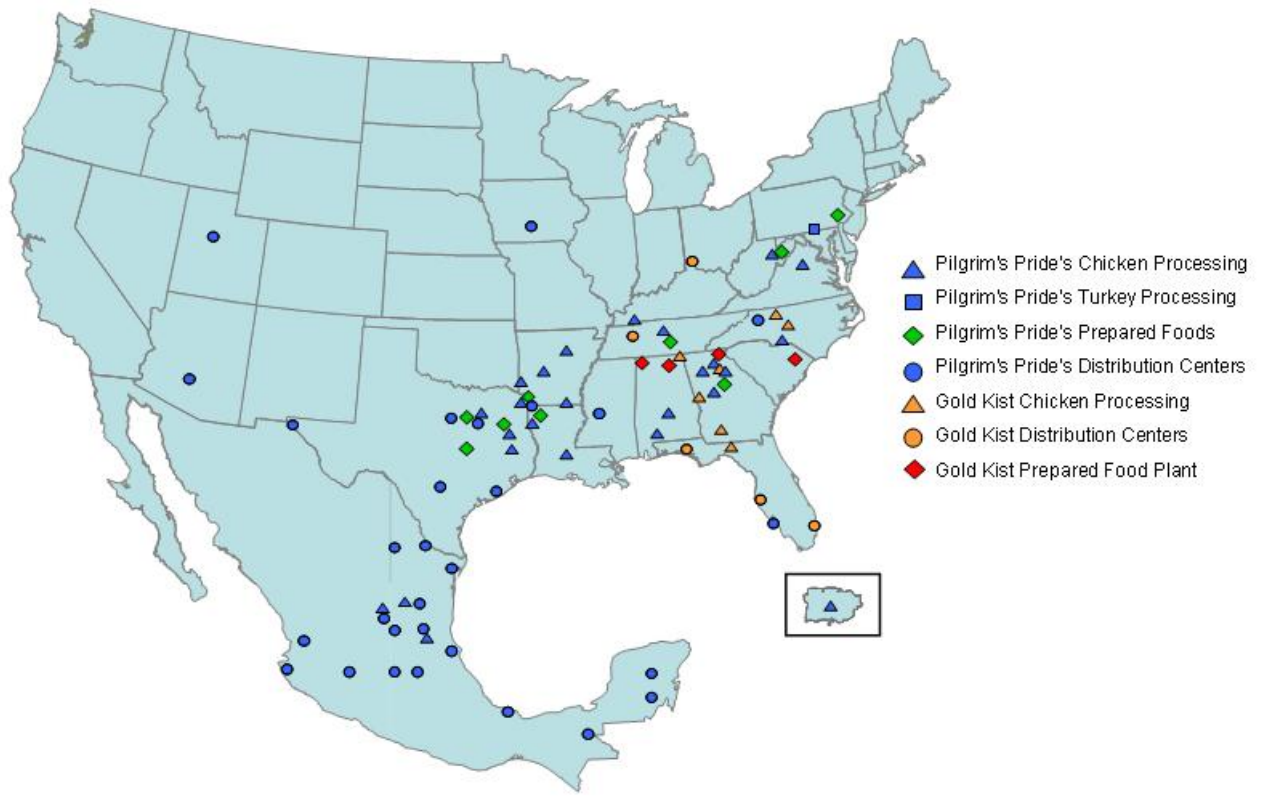 Pilgrim's Pride's Chicken Processing
Pilgrim's Pride's Turkey Processing
Pilgrim's Pride's Prepared Foods
Pilgrim's Pride's Distribution Centers
Gold Kist Chicken Processing
Gold Kist Distribution Centers
Gold Kist Prepared Food Plant